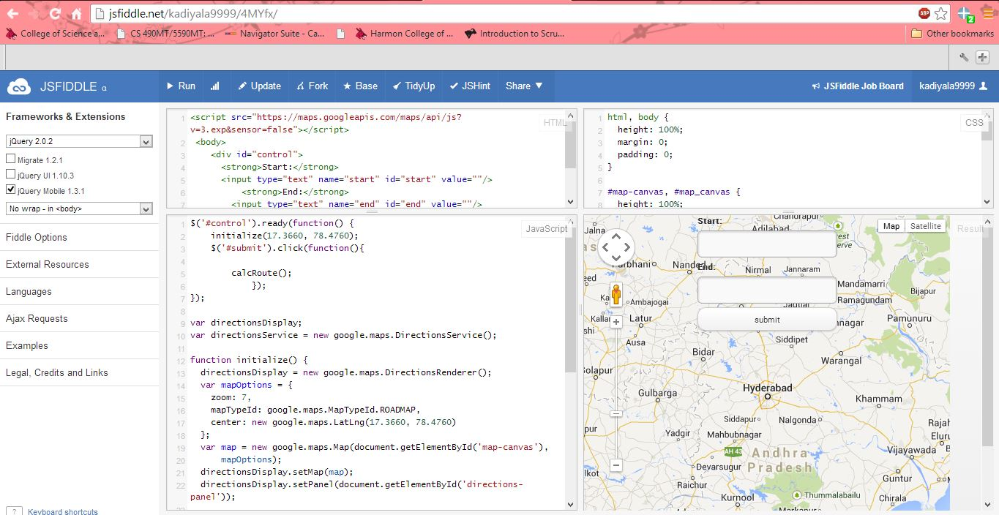 jsfiddle.net/kadiyala9999/4MYfx/
ABP
2
College of Science a... CS 490MT/5590MT: ... Navigator Suite - Ca... Harmon College of ... Introduction to Scru... Other bookmarks
JSFIDDLE α Run Update Fork Base TidyUp JSHint Share ▼ JSFiddle Job Board kadiyala9999
Frameworks & Extensions
jQuery 2.0.2
Migrate 1.2.1
jQuery UI 1.10.3
jQuery Mobile 1.3.1
No wrap - in <body>
Fiddle Options
External Resources
Languages
Ajax Requests
Examples
Legal, Credits and Links
? Keyboard shortcuts
HTML
1 <script src="https://maps.googleapis.com/maps/api/js?
v=3.exp&sensor=false"></script>
2 <body>
3 <div id="control">
4 <strong>Start:</strong>
5 <input type="text" name="start" id="start" value=""/>
6 <strong>End:</strong>
7 <input type="text" name="end" id="end" value=""/>
CSS
1 html, body {
2 height: 100%;
3 margin: 0;
4 padding: 0;
5 }
6
7 #map-canvas, #map_canvas {
8 height: 100%;
JavaScript
1 $('#control').ready(function() {
2 initialize(17.3660, 78.4760);
3 $('#submit').click(function(){
4
5 calcRoute();
6 });
7 });
8
9 var directionsDisplay;
10 var directionsService = new google.maps.DirectionsService();
11
12 function initialize() {
13 directionsDisplay = new google.maps.DirectionsRenderer();
14 var mapOptions = {
15 zoom: 7,
16 mapTypeId: google.maps.MapTypeId.ROADMAP,
17 center: new google.maps.LatLng(17.3660, 78.4760)
18 };
19 var map = new google.maps.Map(document.getElementById('map-canvas'),
20 mapOptions);
21 directionsDisplay.setMap(map);
22 directionsDisplay.setPanel(document.getElementById('directions-
panel'));
Result
Map Satellite
Start:
End:
submit
Chandrapur
Jalna
Adilabad
Parbhani
Nanded
Nirmal
Jannaram
Mandamarri
Ambajogai
Ramagundam
Bijapur
Latur
Pamunuru
Ausa
Siddipet
Bidar
Warangal
Solapur
Gulbarga
Hyderabad
Khammam
Siddapur
Nalgonda
Yadgir
Mahbubnagar
AH 43
Andhra
Pradesh
Vijayawada
Devarsugur
Raichur
Guntur
Kurnool
Thummalabailu
Chirala